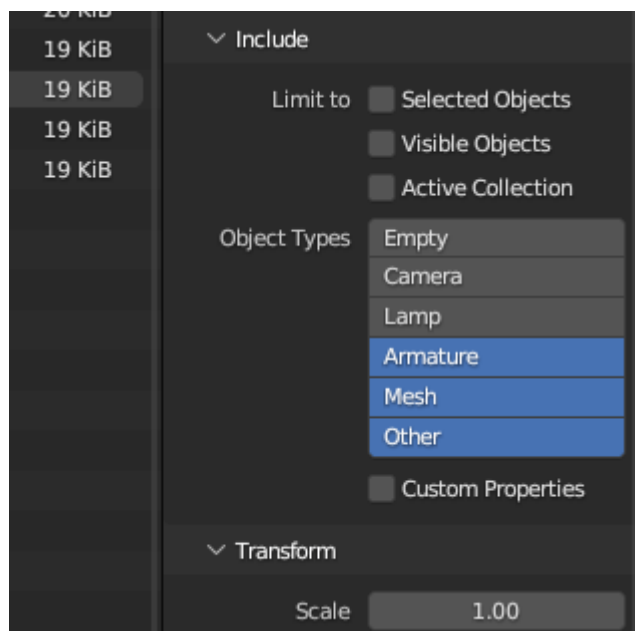 19 KiB
19 KiB
19 KiB
19 KiB
Include
Limit to
Selected Objects
Visible Objects
Active Collection
Object Types
Empty
Camera
Lamp
Armature
Mesh
Other
Custom Properties
Transform
Scale
1.00